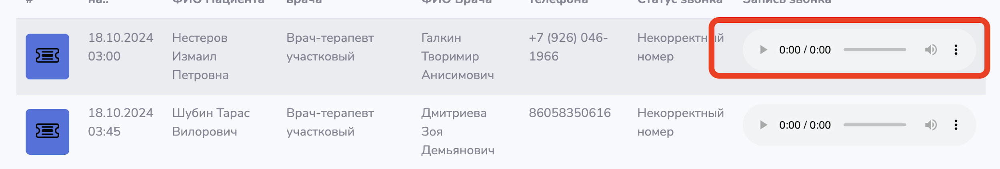 # на.. ФИО Пациента врача ФИО Врача телефона Статус звонка Запись звонка
18.10.2024 Нестеров Врач-терапевт Галкин +7 (926) 046- Некорректный
03:00 Измаил участковый Творимир 1966 номер 0:00 / 0:00
Петровна Анисимович
18.10.2024 Шубин Тарас Врач-терапевт Дмитриева 86058350616 Некорректный
03:45 Вилорович участковый Зоя номер 0:00 / 0:00
Демьянович